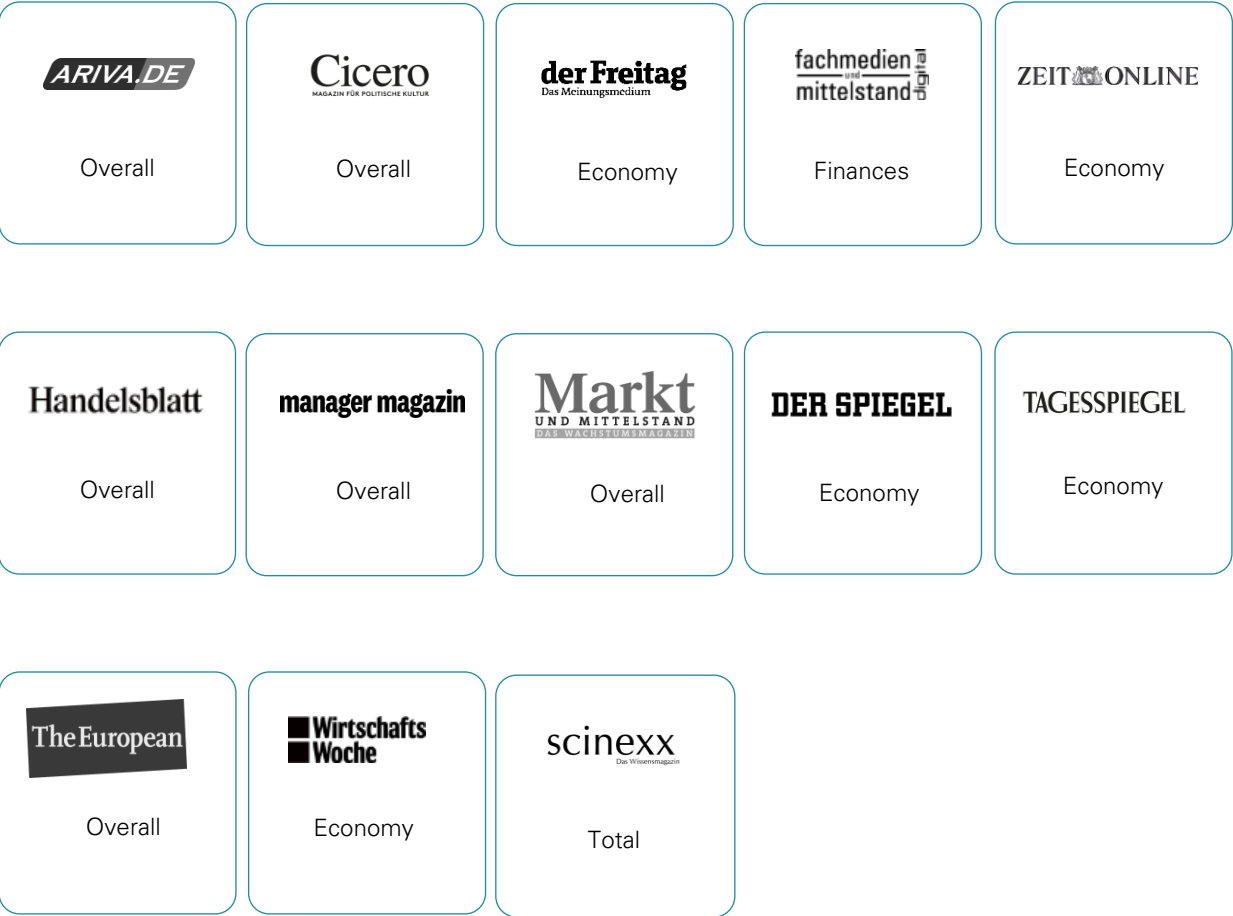 ARIVA.DE
Overall
Cicero
MAGAZIN FÜR POLITISCHE KULTUR
Overall
der Freitag
Das Meinungsmedium
Economy
fachmedien
und
mittelstand
digital
Finances
ZEIT ONLINE
Economy
Handelsblatt
Overall
manager magazin
Overall
Markt
UND MITTELSTAND
DAS WACHSTUMSMAGAZIN
Overall
DER SPIEGEL
Economy
TAGESSPIEGEL
Economy
The European
Overall
Wirtschafts
Woche
Economy
scinexx
Das Wissensmagazin
Total